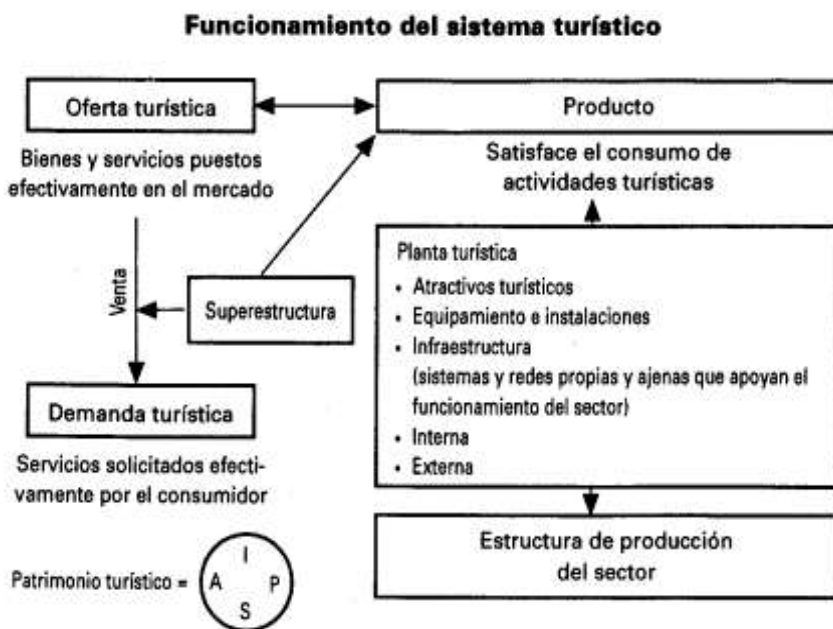 Funcionamiento del sistema turístico
Oferta turística
Producto
Bienes y servicios puestos
efectivamente en el mercado
Satisface el consumo de
actividades turísticas
Venta
Superestructura
Planta turística
• Atractivos turísticos
• Equipamiento e instalaciones
• Infraestructura
(sistemas y redes propias y ajenas que apoyan el
funcionamiento del sector)
• Interna
• Externa
Demanda turística
Servicios solicitados efecti-
vamente por el consumidor
Estructura de producción
del sector
Patrimonio turístico =
I
A P
S